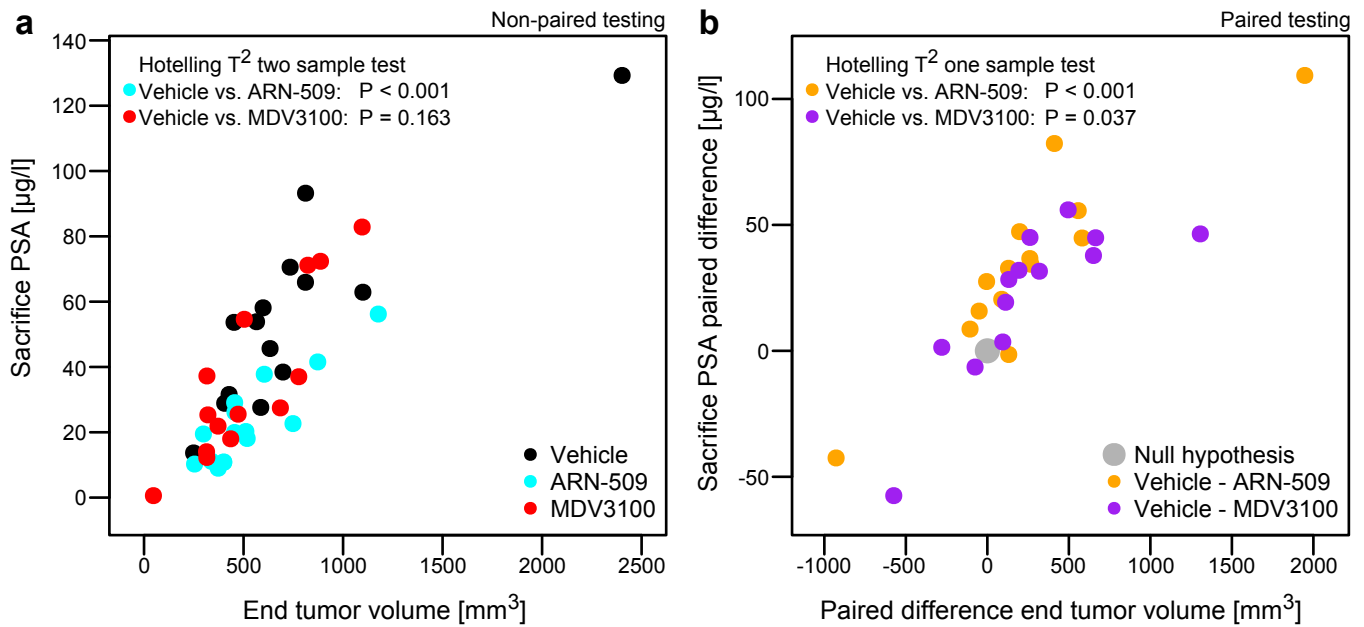 a
Non-paired testing
Hotelling T² two sample test
Vehicle vs. ARN-509: P < 0.001
Vehicle vs. MDV3100: P = 0.163
140
120
100
80
60
40
20
0
Sacrifice PSA [µg/l]
Vehicle
ARN-509
MDV3100
0 500 1000 1500 2000 2500
End tumor volume [mm³]
b
Paired testing
Hotelling T² one sample test
Vehicle vs. ARN-509: P < 0.001
Vehicle vs. MDV3100: P = 0.037
100
50
0
-50
Sacrifice PSA paired difference [µg/l]
Null hypothesis
Vehicle - ARN-509
Vehicle - MDV3100
-1000 -500 0 500 1000 1500 2000
Paired difference end tumor volume [mm³]